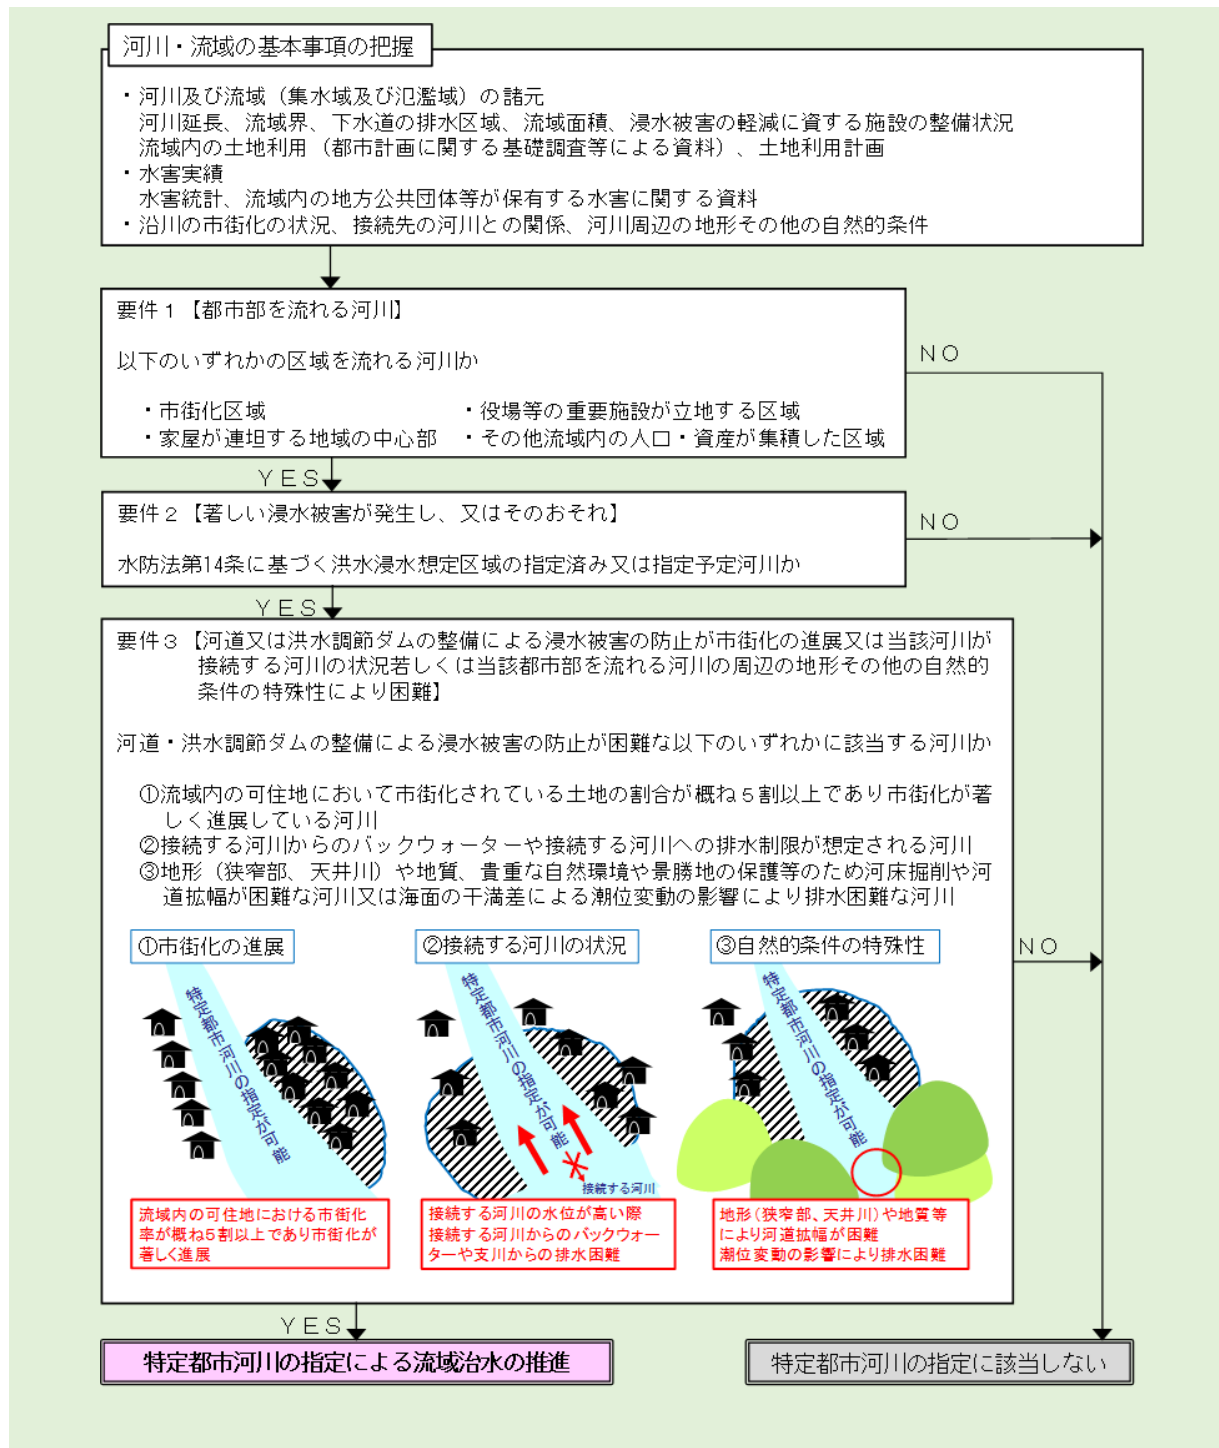 河川・流域の基本事項の把握
・河川及び流域（集水域及び氾濫域）の諸元
河川延長、流域界、下水道の排水区域、流域面積、浸水被害の軽減に資する施設の整備状況
流域内の土地利用（都市計画に関する基礎調査等による資料）、土地利用計画
・水害実績
水害統計、流域内の地方公共団体等が保有する水害に関する資料
・沿川の市街化の状況、接続先の河川との関係、河川周辺の地形その他の自然的条件
要件１【都市部を流れる河川】
以下のいずれかの区域を流れる河川か
・市街化区域 ・役場等の重要施設が立地する区域
・家屋が連坦する地域の中心部 ・その他流域内の人口・資産が集積した区域
ＮＯ
ＹＥＳ
要件２【著しい浸水被害が発生し、又はそのおそれ】
水防法第14条に基づく洪水浸水想定区域の指定済み又は指定予定河川か
ＮＯ
ＹＥＳ
要件３【河道又は洪水調節ダムの整備による浸水被害の防止が市街化の進展又は当該河川が
接続する河川の状況若しくは当該都市部を流れる河川の周辺の地形その他の自然的
条件の特殊性により困難】
河道・洪水調節ダムの整備による浸水被害の防止が困難な以下のいずれかに該当する河川か
①流域内の可住地において市街化されている土地の割合が概ね５割以上であり市街化が著
しく進展している河川
②接続する河川からのバックウォーターや接続する河川への排水制限が想定される河川
③地形（狭窄部、天井川）や地質、貴重な自然環境や景勝地の保護等のため河床掘削や河
道拡幅が困難な河川又は海面の干満差による潮位変動の影響により排水困難な河川
ＮＯ
①市街化の進展
特定都市河川の指定が可能
流域内の可住地における市街化
率が概ね５割以上であり市街化が
著しく進展
②接続する河川の状況
特定都市河川の指定が可能
接続する河川
接続する河川の水位が高い際
接続する河川からのバックウォー
ターや支川からの排水困難
③自然的条件の特殊性
特定都市河川の指定が可能
地形（狭窄部、天井川）や地質等
により河道拡幅が困難
潮位変動の影響により排水困難
ＹＥＳ
特定都市河川の指定による流域治水の推進
特定都市河川の指定に該当しない